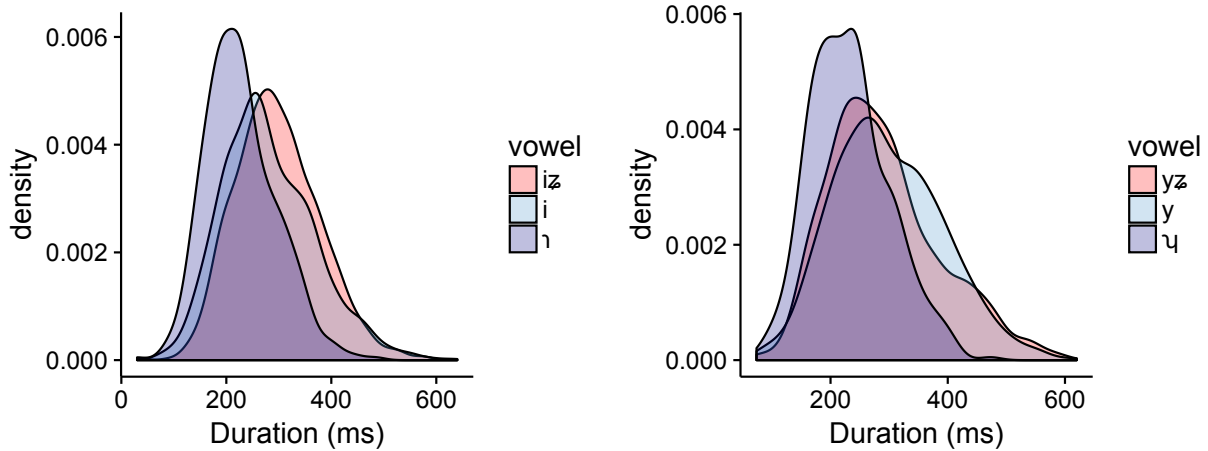 0.006
0.004
0.002
0.000
density
0
200
400
600
Duration (ms)
vowel
iʑ
i
ɿ
0.006
0.004
0.002
0.000
density
200
400
600
Duration (ms)
vowel
yʑ
y
ʮ